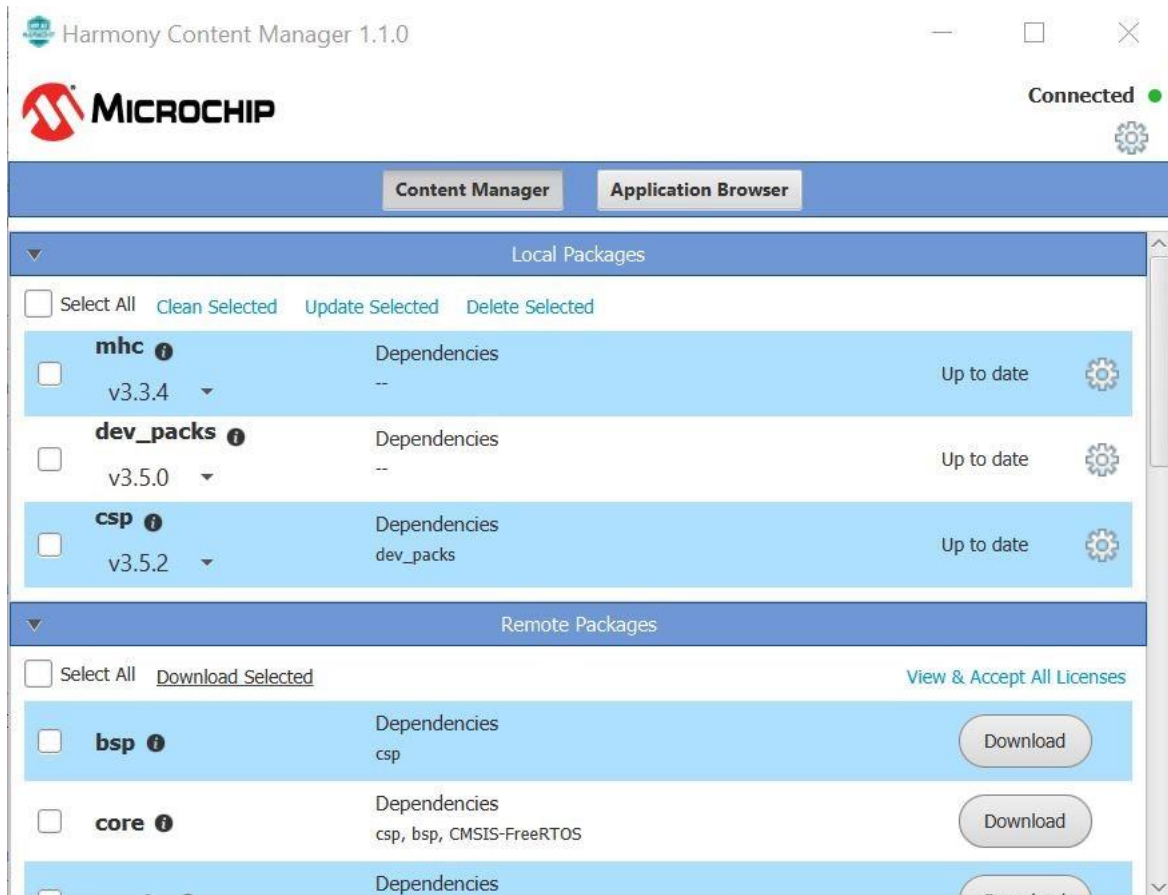 Harmony Content Manager 1.1.0
MICROCHIP
Connected
Content Manager Application Browser
Local Packages
Select All Clean Selected Update Selected Delete Selected
mhc Dependencies
v3.3.4 -- Up to date
dev_packs Dependencies
v3.5.0 -- Up to date
csp Dependencies
v3.5.2 dev_packs Up to date
Remote Packages
Select All Download Selected View & Accept All Licenses
bsp Dependencies Download
csp
core Dependencies Download
csp, bsp, CMSIS-FreeRTOS
Dependencies